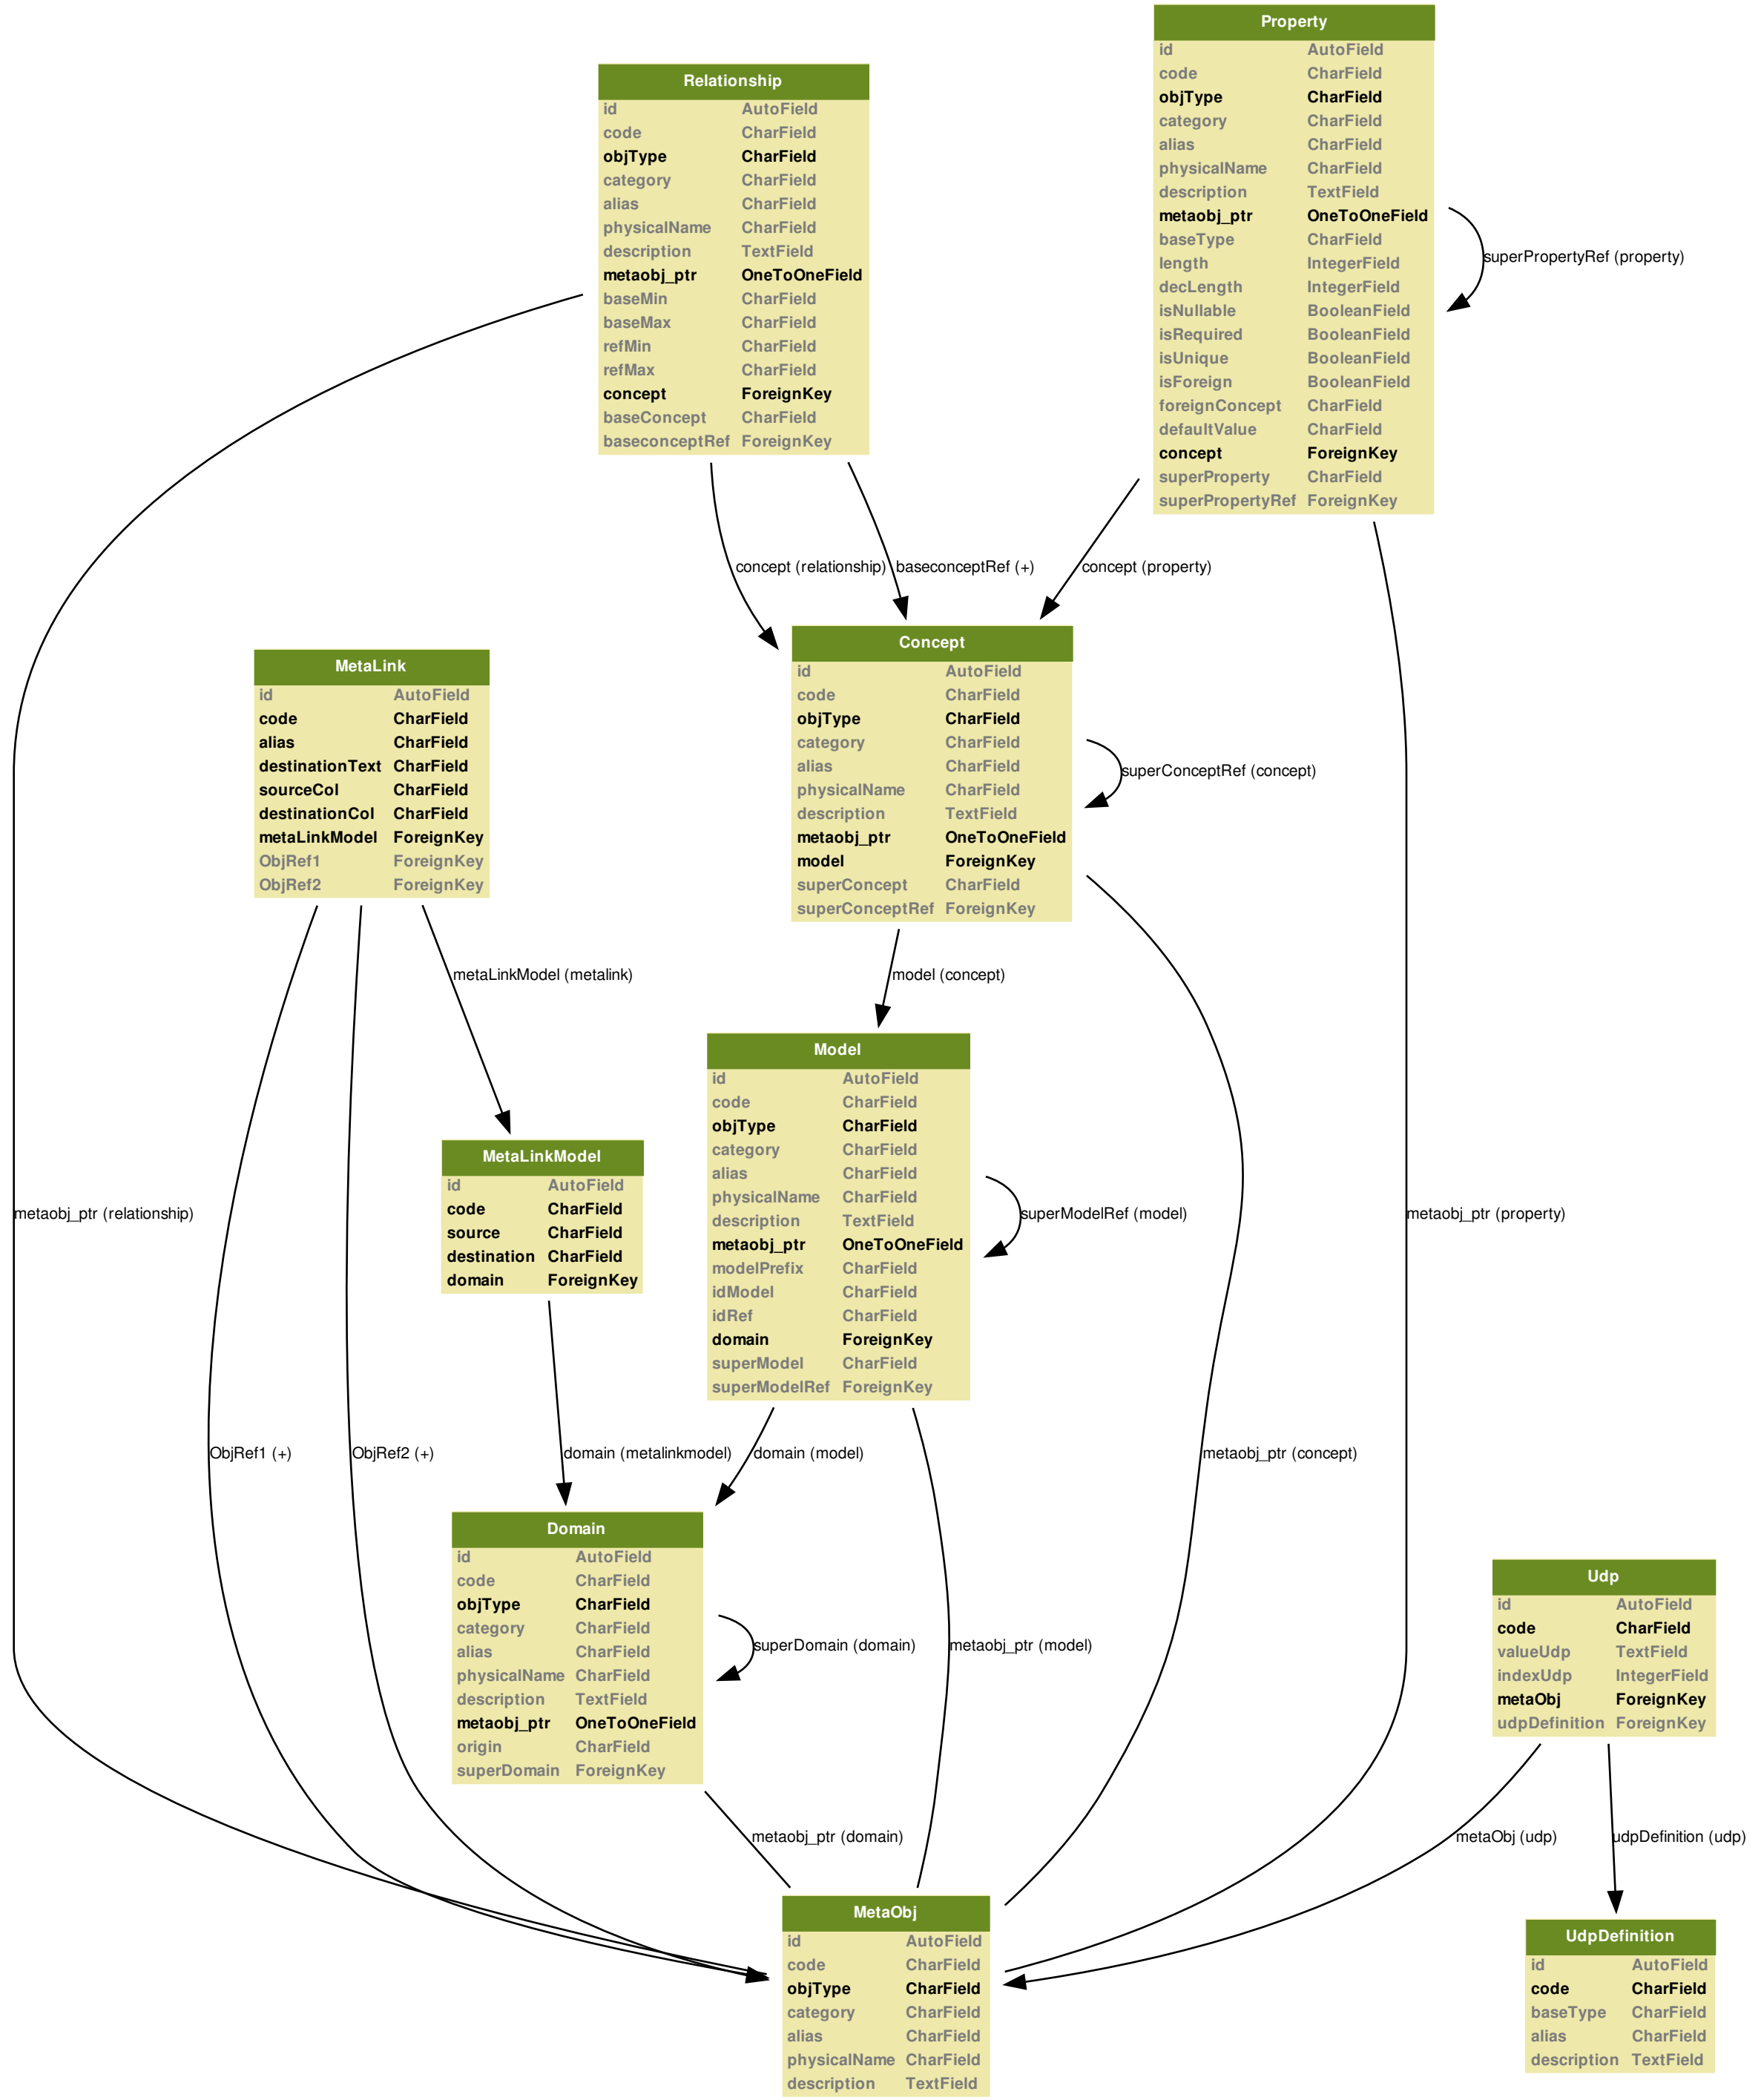 Property
id AutoField
code CharField
objType CharField
category CharField
alias CharField
physicalName CharField
description TextField
metaobj_ptr OneToOneField
baseType CharField
length IntegerField
decLength IntegerField
isNullable BooleanField
isRequired BooleanField
isUnique BooleanField
isForeign BooleanField
foreignConcept CharField
defaultValue CharField
concept ForeignKey
superProperty CharField
superPropertyRef ForeignKey
superPropertyRef (property)
Relationship
id AutoField
code CharField
objType CharField
category CharField
alias CharField
physicalName CharField
description TextField
metaobj_ptr OneToOneField
baseMin CharField
baseMax CharField
refMin CharField
refMax CharField
concept ForeignKey
baseConcept CharField
baseconceptRef ForeignKey
concept (relationship)
baseconceptRef (+)
concept (property)
Concept
id AutoField
code CharField
objType CharField
category CharField
alias CharField
physicalName CharField
description TextField
metaobj_ptr OneToOneField
model ForeignKey
superConcept CharField
superConceptRef ForeignKey
superConceptRef (concept)
MetaLink
id AutoField
code CharField
alias CharField
destinationText CharField
sourceCol CharField
destinationCol CharField
metaLinkModel ForeignKey
ObjRef1 ForeignKey
ObjRef2 ForeignKey
metaLinkModel (metalink)
model (concept)
Model
id AutoField
code CharField
objType CharField
category CharField
alias CharField
physicalName CharField
description TextField
metaobj_ptr OneToOneField
modelPrefix CharField
idModel CharField
idRef CharField
domain ForeignKey
superModel CharField
superModelRef ForeignKey
superModelRef (model)
MetaLinkModel
id AutoField
code CharField
source CharField
destination CharField
domain ForeignKey
metaobj_ptr (relationship)
metaobj_ptr (property)
ObjRef1 (+)
ObjRef2 (+)
domain (metalinkmodel)
domain (model)
metaobj_ptr (concept)
Domain
id AutoField
code CharField
objType CharField
category CharField
alias CharField
physicalName CharField
description TextField
metaobj_ptr OneToOneField
origin CharField
superDomain ForeignKey
superDomain (domain)
metaobj_ptr (model)
Udp
id AutoField
code CharField
valueUdp TextField
indexUdp IntegerField
metaObj ForeignKey
udpDefinition ForeignKey
metaobj_ptr (domain)
metaObj (udp)
udpDefinition (udp)
MetaObj
id AutoField
code CharField
objType CharField
category CharField
alias CharField
physicalName CharField
description TextField
UdpDefinition
id AutoField
code CharField
baseType CharField
alias CharField
description TextField